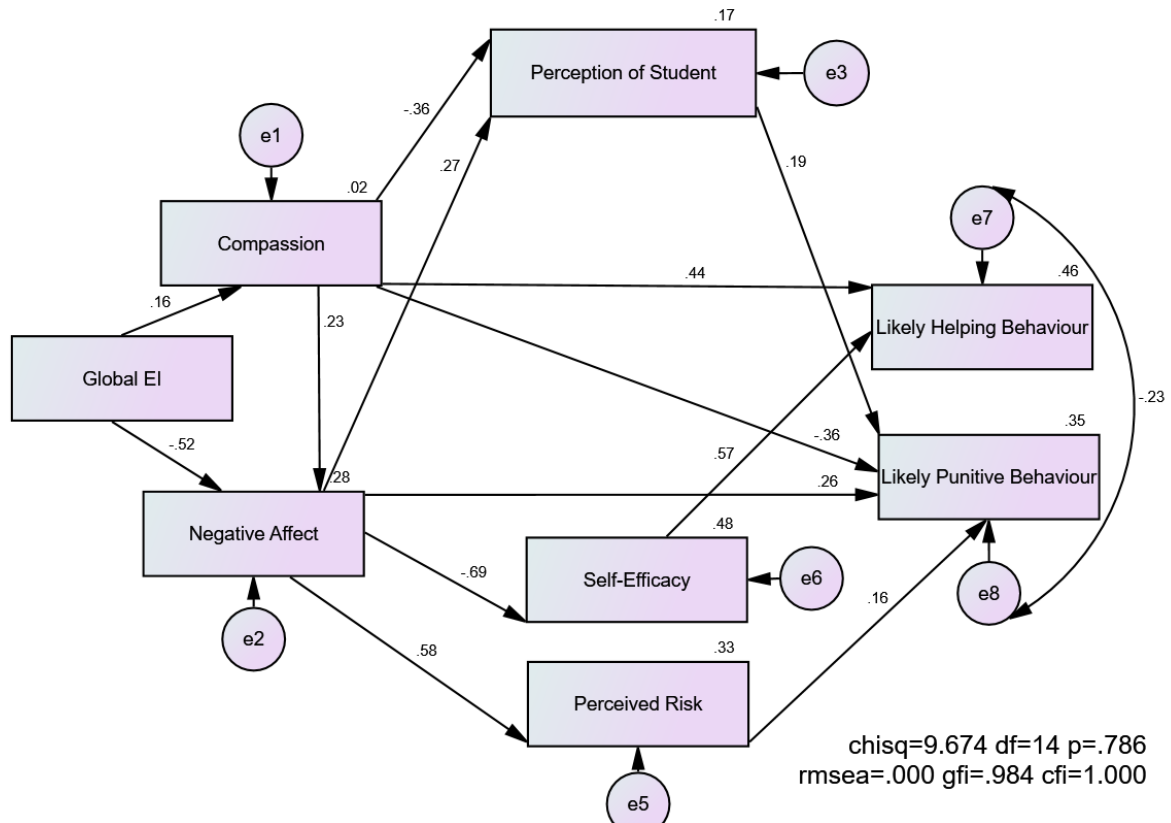 .17
Perception of Student
e3
-.36
e1
.27
.19
.02
e7
Compassion
.44
.46
.16
.23
Likely Helping Behaviour
Global EI
-.23
-.52
-.36
.35
.57
.28
.26
Likely Punitive Behaviour
Negative Affect
.48
-.69
Self-Efficacy
e6
e8
.16
e2
.58
.33
Perceived Risk
chisq=9.674 df=14 p=.786
rmsea=.000 gfi=.984 cfi=1.000
e5